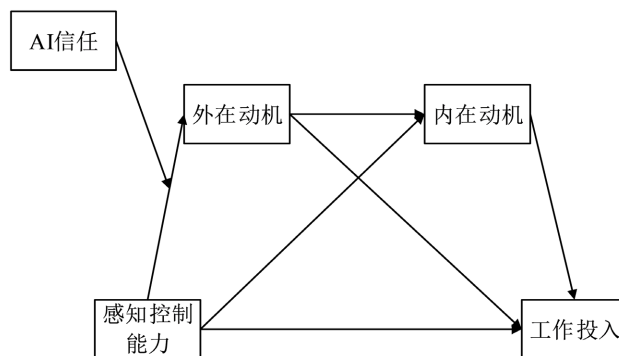 AI信任
外在动机
内在动机
感知控制
能力
工作投入